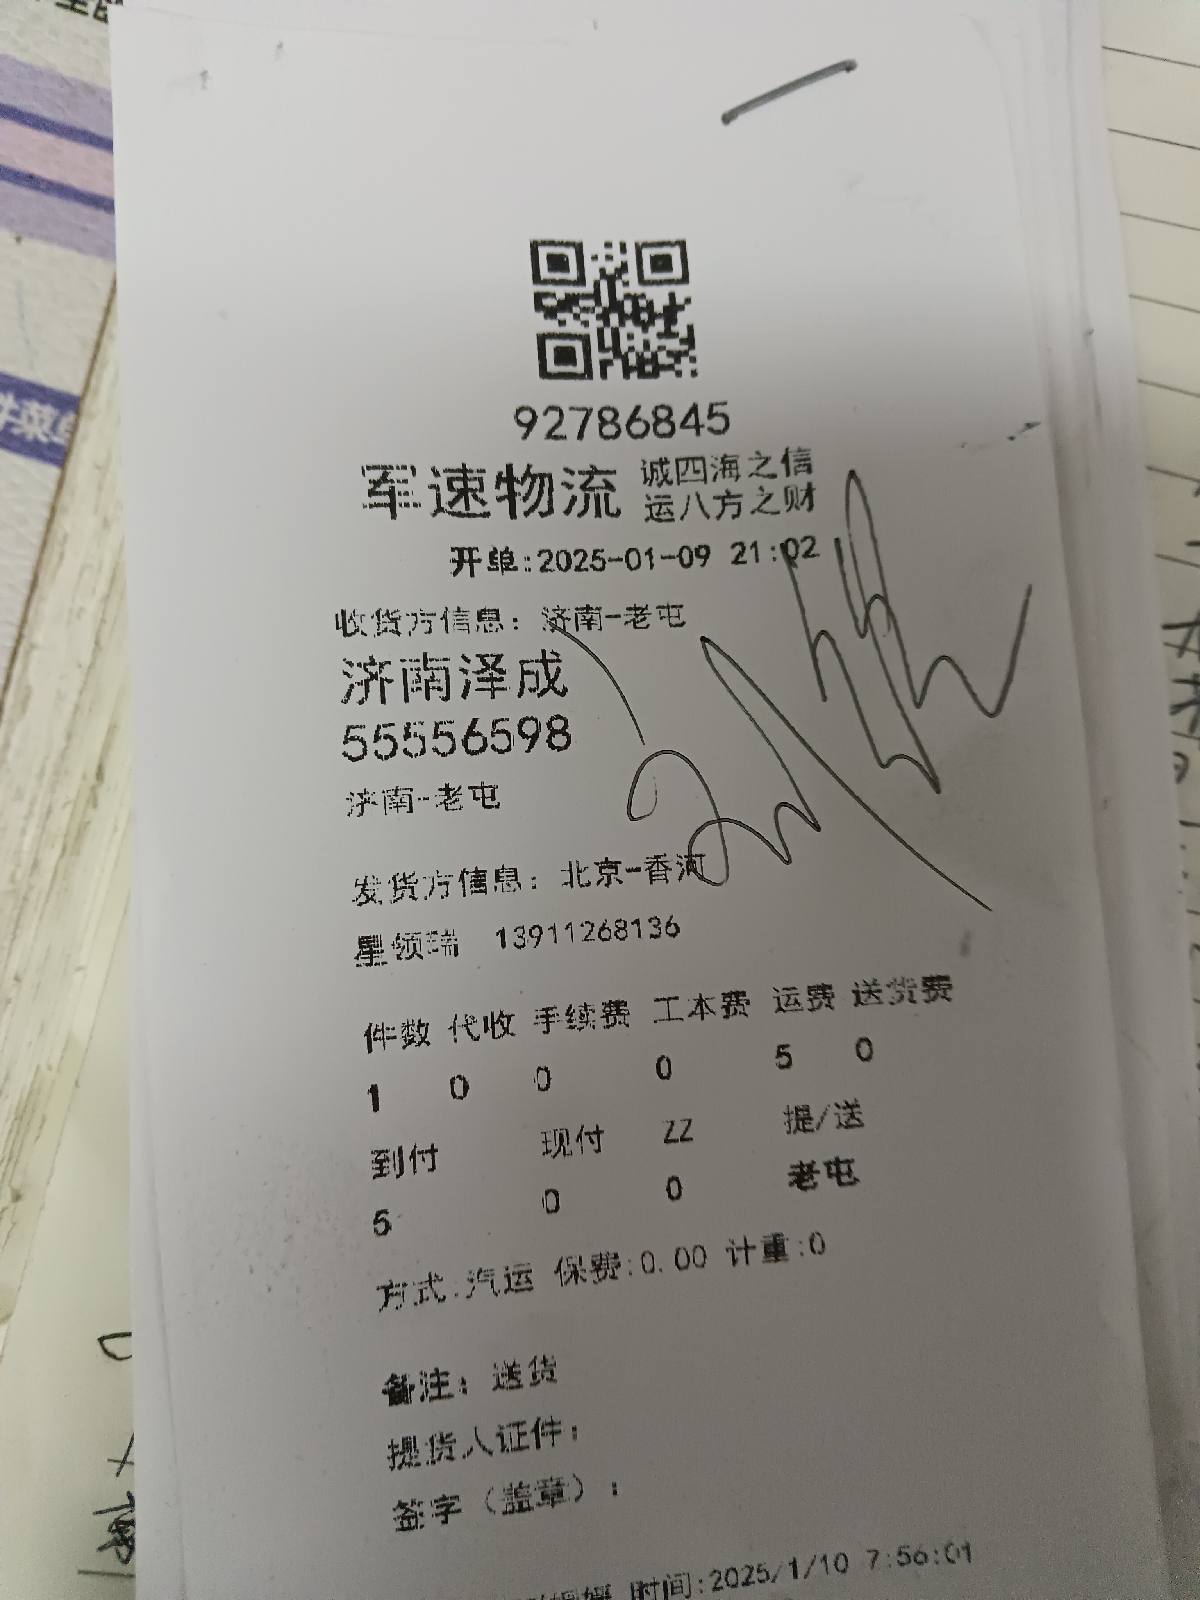 92786845
军速物流 诚四海之信
运八方之财
开单:2025-01-09 21:02
收货方信息：济南-老屯
济南泽成
55556598
济南-老屯
发货方信息：北京-香河
星领瑞 13911268136
件数 代收 手续费 工本费 运费 送货费
1 0 0 0 5 0
到付 现付 ZZ 提/送
5 0 0 老屯
方式:汽运 保费:0.00 计重:0
备注：送货
提货人证件：
签字（盖章）：
时间:2025/1/10 7:56:01
件菜单